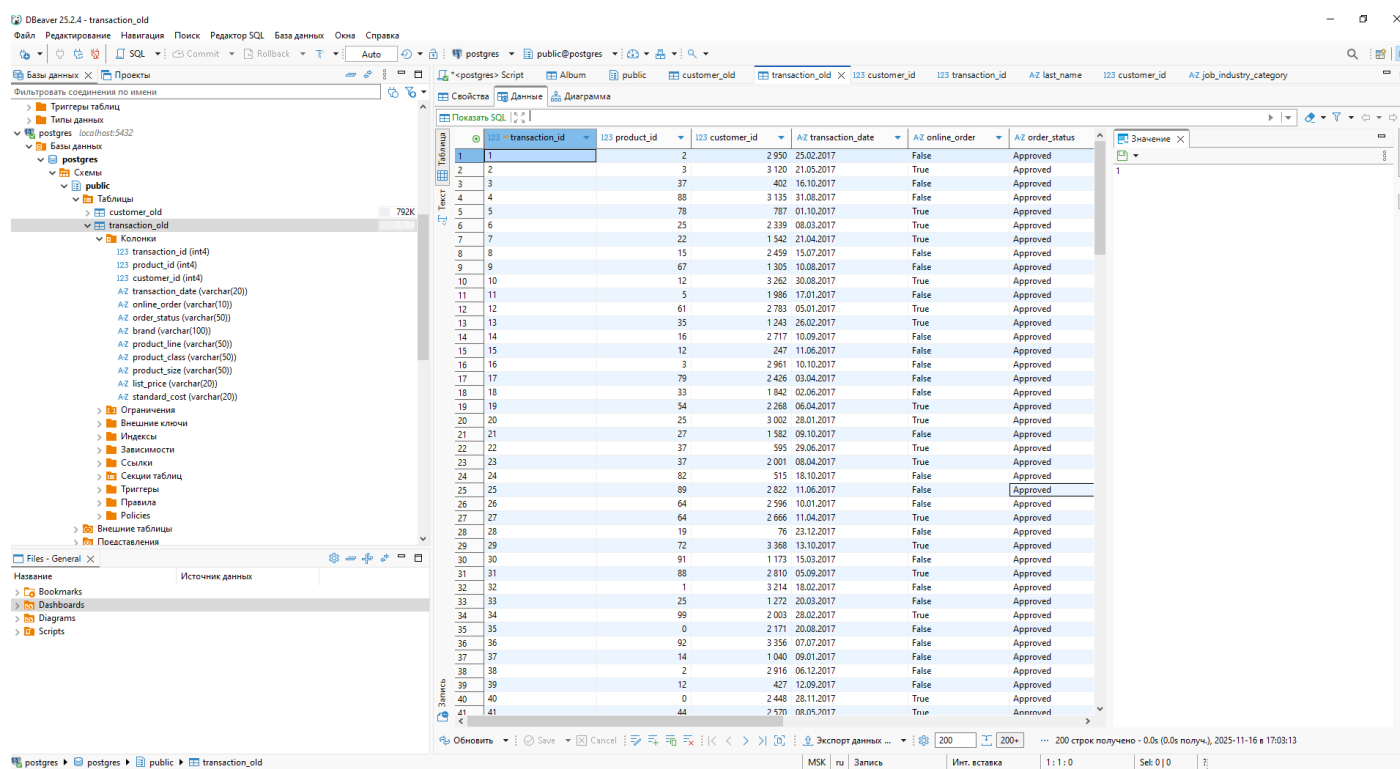 DBeaver 25.2.4 - transaction_old
Файл Редактирование Навигация Поиск Редактор SQL База данных Окна Справка
SQL Commit Rollback T Auto postgres public@postgres
Базы данных Проекты
*<postgres> Script Album public customer_old transaction_old 123 customer_id 123 transaction_id A-Z last_name 123 customer_id A-Z job_industry_category
Фильтровать соединения по имени
Свойства Данные Диаграмма
Показать SQL
Триггеры таблиц
Типы данных
postgres localhost:5432
Базы данных
postgres
Схемы
public
Таблицы
customer_old 792K
transaction_old
Колонки
transaction_id (int4)
product_id (int4)
customer_id (int4)
transaction_date (varchar(20))
online_order (varchar(10))
order_status (varchar(50))
brand (varchar(100))
product_line (varchar(50))
product_class (varchar(50))
product_size (varchar(50))
list_price (varchar(20))
standard_cost (varchar(20))
Ограничения
Внешние ключи
Индексы
Зависимости
Ссылки
Секции таблиц
Триггеры
Правила
Policies
Внешние таблицы
Представления
Files - General
Название Источник данных
Bookmarks
Dashboards
Diagrams
Scripts
Таблица
Текст
Запись
123 transaction_id 123 product_id 123 customer_id A-Z transaction_date A-Z online_order A-Z order_status
1 1 2 2 950 25.02.2017 False Approved
2 2 3 3 120 21.05.2017 True Approved
3 3 37 402 16.10.2017 False Approved
4 4 88 3 135 31.08.2017 False Approved
5 5 78 787 01.10.2017 True Approved
6 6 25 2 339 08.03.2017 True Approved
7 7 22 1 542 21.04.2017 True Approved
8 8 15 2 459 15.07.2017 False Approved
9 9 67 1 305 10.08.2017 False Approved
10 10 12 3 262 30.08.2017 True Approved
11 11 5 1 986 17.01.2017 False Approved
12 12 61 2 783 05.01.2017 True Approved
13 13 35 1 243 26.02.2017 True Approved
14 14 16 2 717 10.09.2017 False Approved
15 15 12 247 11.06.2017 False Approved
16 16 3 2 961 10.10.2017 False Approved
17 17 79 2 426 03.04.2017 False Approved
18 18 33 1 842 02.06.2017 False Approved
19 19 54 2 268 06.04.2017 True Approved
20 20 25 3 002 28.01.2017 True Approved
21 21 27 1 582 09.10.2017 False Approved
22 22 37 595 29.06.2017 True Approved
23 23 37 2 001 08.04.2017 True Approved
24 24 82 515 18.10.2017 False Approved
25 25 89 2 822 11.06.2017 False Approved
26 26 64 2 596 10.01.2017 False Approved
27 27 64 2 666 11.04.2017 True Approved
28 28 19 76 23.12.2017 False Approved
29 29 72 3 368 13.10.2017 True Approved
30 30 91 1 173 15.03.2017 False Approved
31 31 88 2 810 05.09.2017 True Approved
32 32 1 3 214 18.02.2017 False Approved
33 33 25 1 272 20.03.2017 False Approved
34 34 99 2 003 28.02.2017 True Approved
35 35 0 2 171 20.08.2017 False Approved
36 36 92 3 356 07.07.2017 False Approved
37 37 14 1 040 09.01.2017 False Approved
38 38 2 2 916 06.12.2017 False Approved
39 39 12 427 12.09.2017 False Approved
40 40 0 2 448 28.11.2017 True Approved
41 41 44 2 570 08.05.2017 True Approved
Значение
1
Обновить Save Cancel Экспорт данных ... 200 200+ ... 200 строк получено - 0.0s (0.0s получ.), 2025-11-16 в 17:03:13
postgres postgres public transaction_old MSK ru Запись Инт. вставка 1 : 1 : 0 Sel: 0 | 0